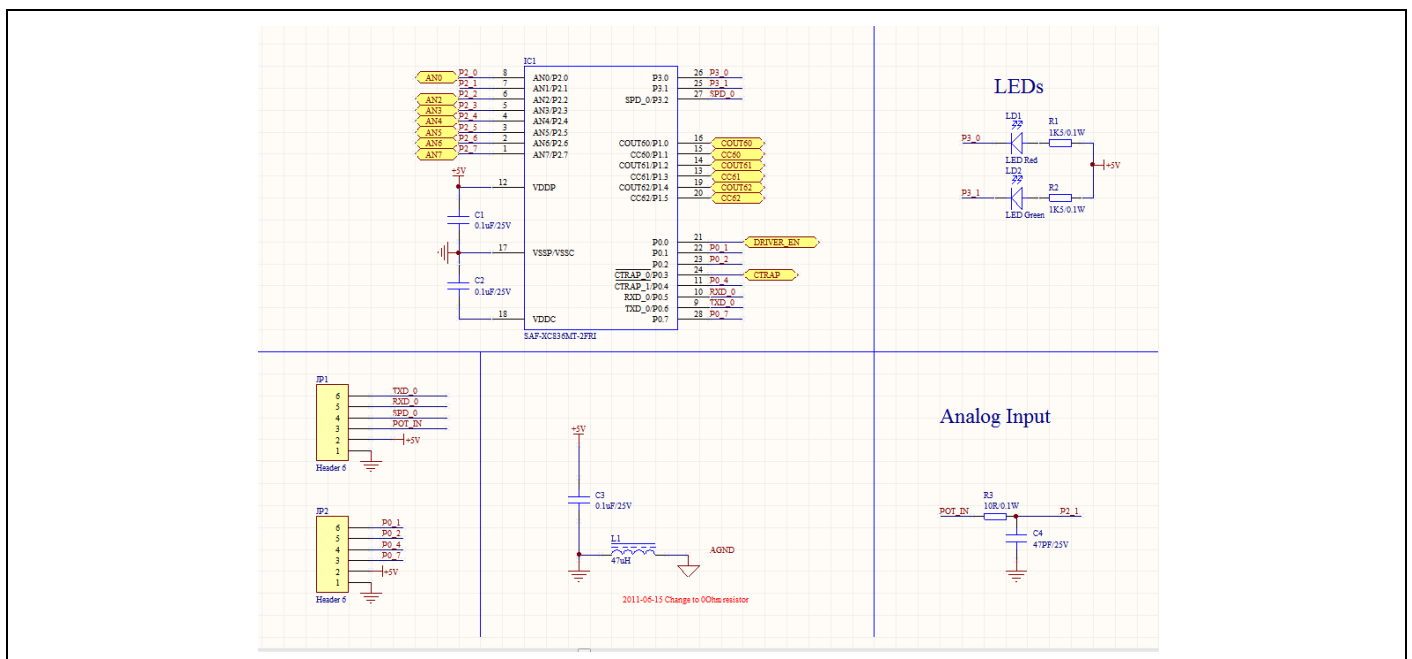 IC1
AN0 P2_0 8 AN0/P2.0 P3.0 26 P3_0
P2_1 7 AN1/P2.1 P3.1 25 P3_1
AN2 P2_2 6 AN2/P2.2 SPD_0/P3.2 27 SPD_0
AN3 P2_3 5 AN3/P2.3
AN4 P2_4 4 AN4/P2.4
AN5 P2_5 3 AN5/P2.5
AN6 P2_6 2 AN6/P2.6 COUT60/P1.0 16 COUT60
AN7 P2_7 1 AN7/P2.7 CC60/P1.1 15 CC60
COUT61/P1.2 14 COUT61
+5V CC61/P1.3 13 CC61
12 VDDP COUT62/P1.4 19 COUT62
CC62/P1.5 20 CC62
C1
0.1uF/25V
P0.0 21 DRIVER_EN
17 VSSP/VSSC P0.1 22 P0_1
P0.2 23 P0_2
CTRAP_0/P0.3 24 CTRAP
C2 CTRAP_1/P0.4 11 P0_4
0.1uF/25V RXD_0/P0.5 10 RXD_0
TXD_0/P0.6 9 TXD_0
18 VDDC P0.7 28 P0_7
SAF-XC836MT-2FRI
LEDs
LD1
R1
P3_0 1K5/0.1W
LED Red +5V
LD2
R2
P3_1 1K5/0.1W
LED Green
JP1
6 TXD_0
5 RXD_0
4 SPD_0
3 POT_IN
2 +5V
1
Header 6
JP2
6 P0_1
5 P0_2
4 P0_4
3 P0_7
2 +5V
1
Header 6
+5V
C3
0.1uF/25V
L1
47uH
AGND
2011-06-15 Change to 0Ohm resistor
Analog Input
R3
10R/0.1W
POT_IN P2_1
C4
47PF/25V